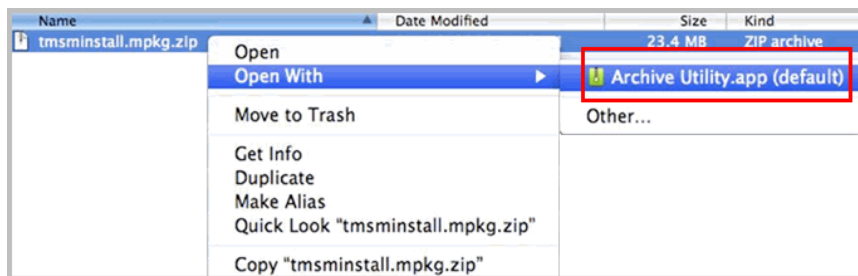 Name Date Modified Size Kind
tmsminstall.mpkg.zip 23.4 MB ZIP archive
Open
Open With Archive Utility.app (default)
Move to Trash Other...
Get Info
Duplicate
Make Alias
Quick Look “tmsminstall.mpkg.zip”
Copy “tmsminstall.mpkg.zip”